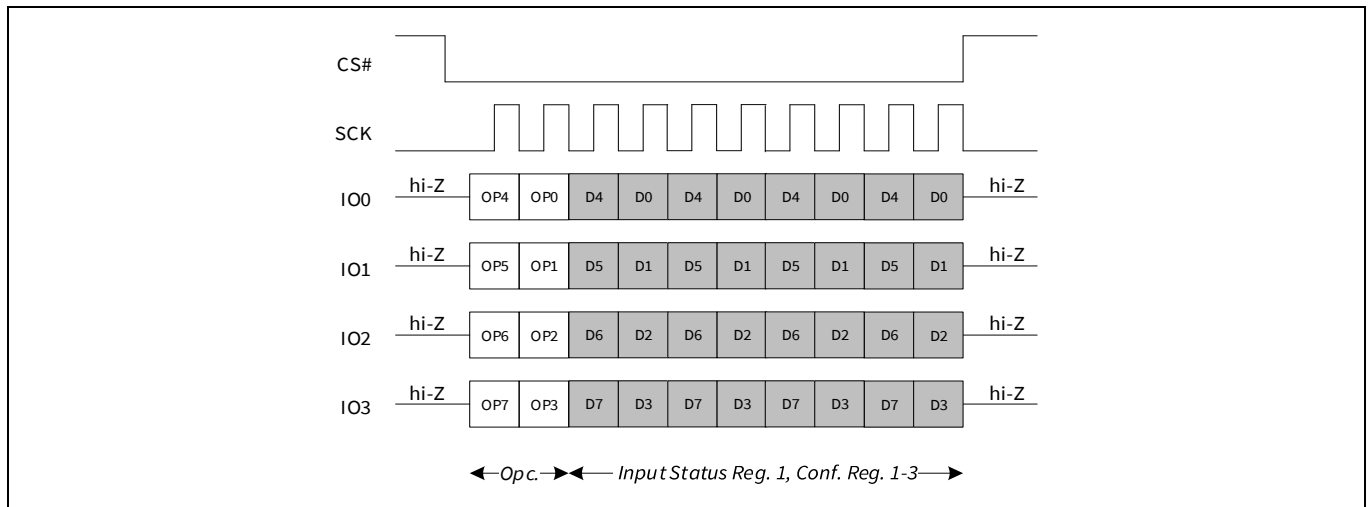 CS#
SCK
IO0 hi-Z OP4 OP0 D4 D0 D4 D0 D4 D0 D4 D0 hi-Z
IO1 hi-Z OP5 OP1 D5 D1 D5 D1 D5 D1 D5 D1 hi-Z
IO2 hi-Z OP6 OP2 D6 D2 D6 D2 D6 D2 D6 D2 hi-Z
IO3 hi-Z OP7 OP3 D7 D3 D7 D3 D7 D3 D7 D3 hi-Z
Opc. Input Status Reg. 1, Conf. Reg. 1-3